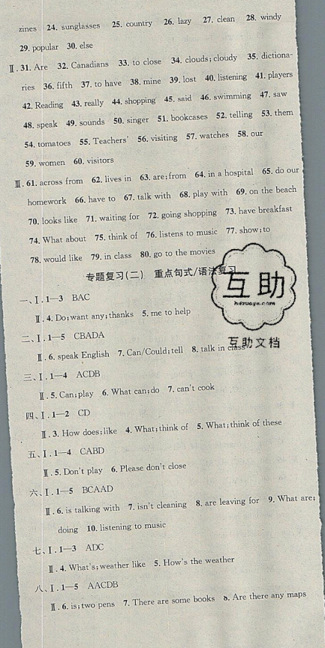 zines 24. sunglasses 25. country 26. lazy 27. clean 28. windy
29. popular 30. else
Ⅱ. 31. Are 32. Canadians 33. to close 34. clouds; cloudy 35. dictiona-
ries 36. fifth 37. to have 38. mine 39. lost 40. listening 41. players
42. Reading 43. really 44. shopping 45. said 46. swimming 47. saw
48. speak 49. sounds 50. singer 51. bookcases 52. telling 53. them
54. tomatoes 55. Teachers' 56. visiting 57. watches 58. our
59. women 60. visitors
Ⅲ. 61. across from 62. lives in 63. are; from 64. in a hospital 65. do our
homework 66. have to 67. talk with 68. play with 69. on the beach
70. looks like 71. waiting for 72. going shopping 73. have breakfast
74. What about 75. think of 76. listens to music 77. show; to
78. would like 79. in class 80. go to the movies
专题复习(二) 重点句式/语法复习
一、Ⅰ. 1—3 BAC
Ⅱ. 4. Do; want any; thanks 5. me to help
二、Ⅰ. 1—5 CBADA
Ⅱ. 6. speak English 7. Can/Could; tell 8. talk in class
三、Ⅰ. 1—4 ACDB
Ⅱ. 5. Can; play 6. What can; do 7. can't cook
四、Ⅰ. 1—2 CD
Ⅱ. 3. How does; like 4. What; think of 5. What; think of these
五、Ⅰ. 1—4 CABD
Ⅱ. 5. Don't play 6. Please don't close
六、Ⅰ. 1—5 BCAAD
Ⅱ. 6. is talking with 7. isn't cleaning 8. are leaving for 9. What are;
doing 10. listening to music
七、Ⅰ. 1—3 ADC
Ⅱ. 4. What's; weather like 5. How's the weather
八、Ⅰ. 1—5 AACDB
Ⅱ. 6. is; two pens 7. There are some books 8. Are there any maps
互助
互助文档